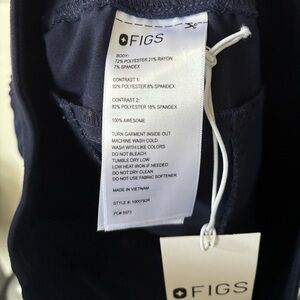 FIGS
BODY:
72% POLYESTER 21% RAYON
7% SPANDEX
CONTRAST 1:
92% POLYESTER 8% SPANDEX
CONTRAST 2:
82% POLYESTER 18% SPANDEX
100% AWESOME
TURN GARMENT INSIDE OUT
MACHINE WASH COLD
WASH WITH LIKE COLORS
DO NOT BLEACH
TUMBLE DRY LOW
LOW HEAT IRON IF NEEDED
DO NOT DRY CLEAN
DO NOT USE FABRIC SOFTENER
MADE IN VIETNAM
STYLE #:
PO#
FIGS